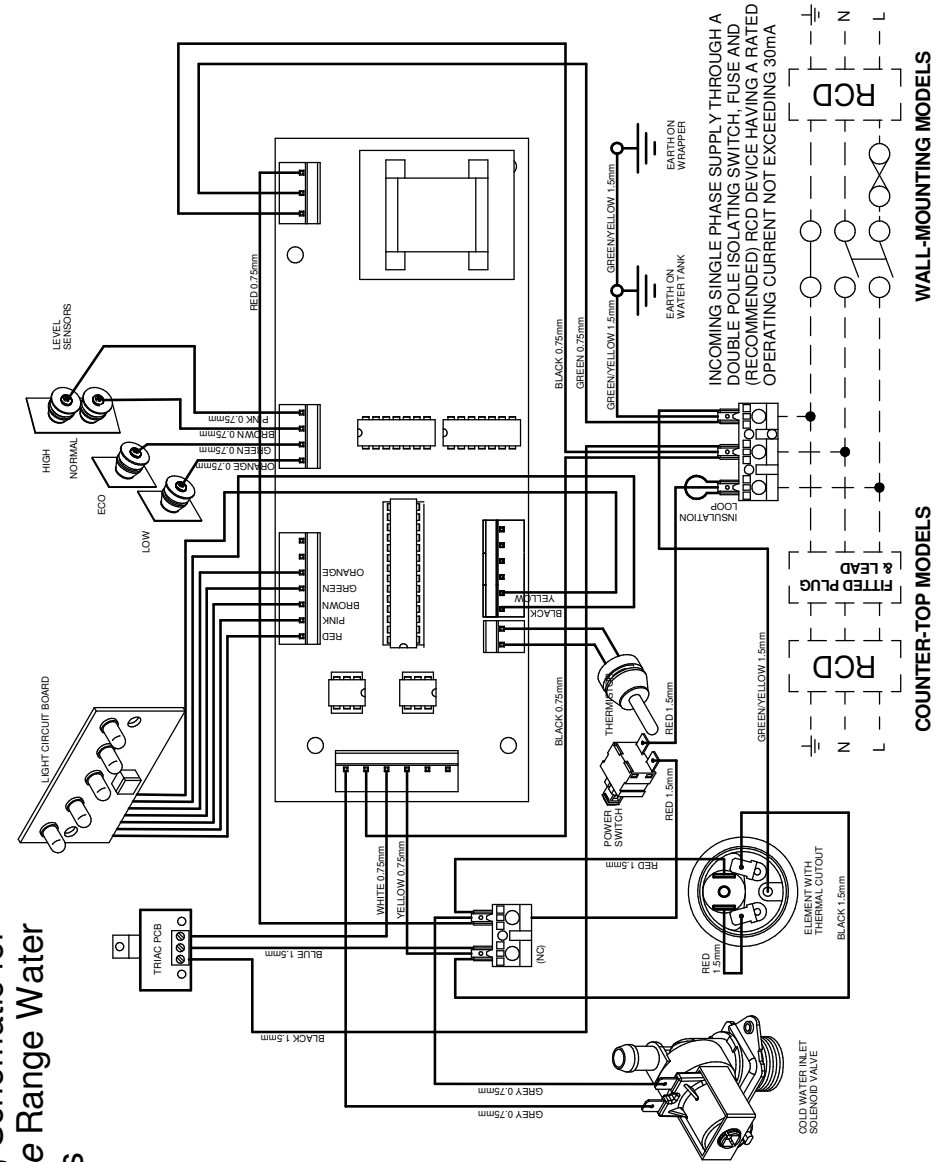 e Range Water
s
LIGHT CIRCUIT BOARD
LOW
ECO
HIGH
NORMAL
LEVEL
SENSORS
RED 0.75mm
PINK 0.75mm
BROWN 0.75mm
GREEN 0.75mm
ORANGE 0.75mm
RED
PINK
BROWN
GREEN
ORANGE
BLACK
YELLOW
TRIAC PCB
WHITE 0.75mm
YELLOW 0.75mm
BLUE 1.5mm
BLACK 1.5mm
(NC)
GREY 0.75mm
GREY 0.75mm
COLD WATER INLET
SOLENOID VALVE
RED
1.5mm
ELEMENT WITH
THERMAL CUTOUT
BLACK 1.5mm
RED 1.5mm
POWER
SWITCH
RED 1.5mm
RED 1.5mm
THERMISTOR
BLACK 0.75mm
GREEN/YELLOW 1.5mm
INSULATION
LOOP
BLACK 0.75mm
GREEN 0.75mm
GREEN/YELLOW 1.5mm
GREEN/YELLOW 1.5mm
EARTH ON
WATER TANK
EARTH ON
WRAPPER
INCOMING SINGLE PHASE SUPPLY THROUGH A
DOUBLE POLE ISOLATING SWITCH, FUSE AND
(RECOMMENDED) RCD DEVICE HAVING A RATED
OPERATING CURRENT NOT EXCEEDING 30mA
N
L
RCD
FITTED PLUG
& LEAD
COUNTER-TOP MODELS
RCD
N
L
WALL-MOUNTING MODELS